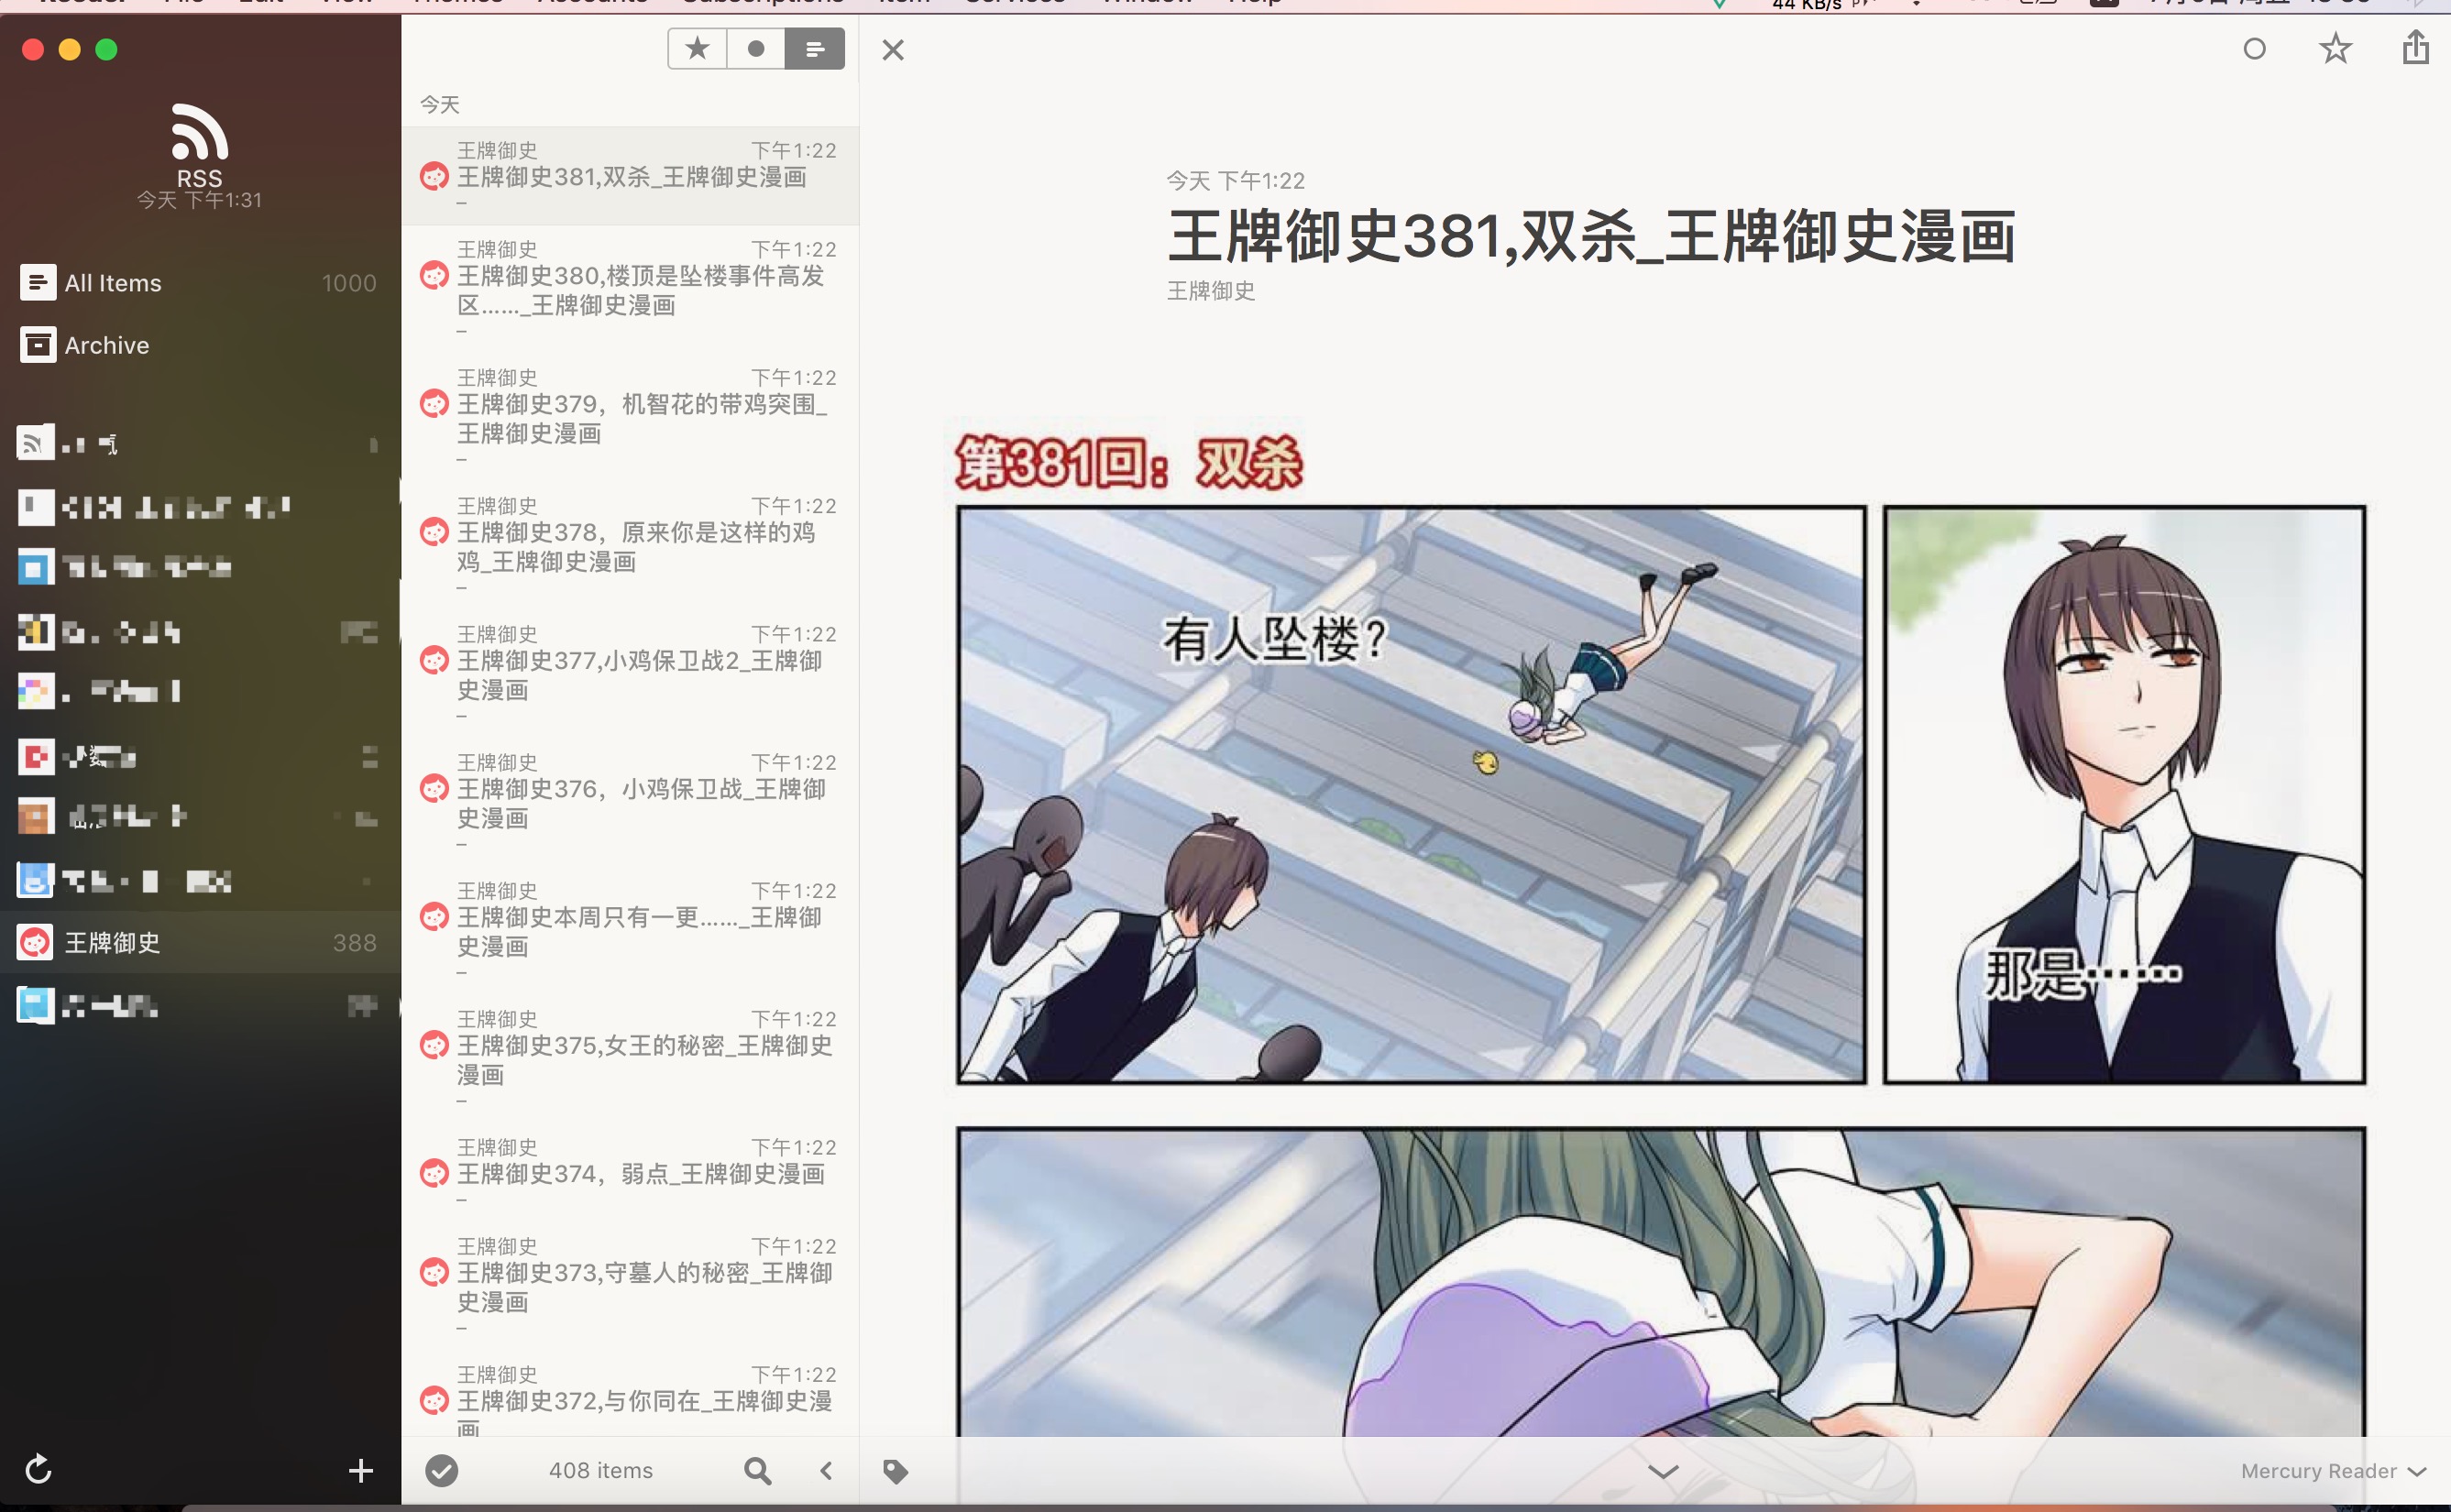 44 KB/s
RSS
今天 下午1:31
All Items 1000
Archive
王牌御史 388
今天
王牌御史 下午1:22
王牌御史381,双杀_王牌御史漫画
–
王牌御史 下午1:22
王牌御史380,楼顶是坠楼事件高发
区……_王牌御史漫画
–
王牌御史 下午1:22
王牌御史379，机智花的带鸡突围_
王牌御史漫画
–
王牌御史 下午1:22
王牌御史378，原来你是这样的鸡
鸡_王牌御史漫画
–
王牌御史 下午1:22
王牌御史377,小鸡保卫战2_王牌御
史漫画
–
王牌御史 下午1:22
王牌御史376，小鸡保卫战_王牌御
史漫画
–
王牌御史 下午1:22
王牌御史本周只有一更……_王牌御
史漫画
–
王牌御史 下午1:22
王牌御史375,女王的秘密_王牌御史
漫画
–
王牌御史 下午1:22
王牌御史374，弱点_王牌御史漫画
–
王牌御史 下午1:22
王牌御史373,守墓人的秘密_王牌御
史漫画
–
王牌御史 下午1:22
王牌御史372,与你同在_王牌御史漫
画
408 items
今天 下午1:22
王牌御史381,双杀_王牌御史漫画
王牌御史
第381回：双杀
有人坠楼？
那是……
Mercury Reader